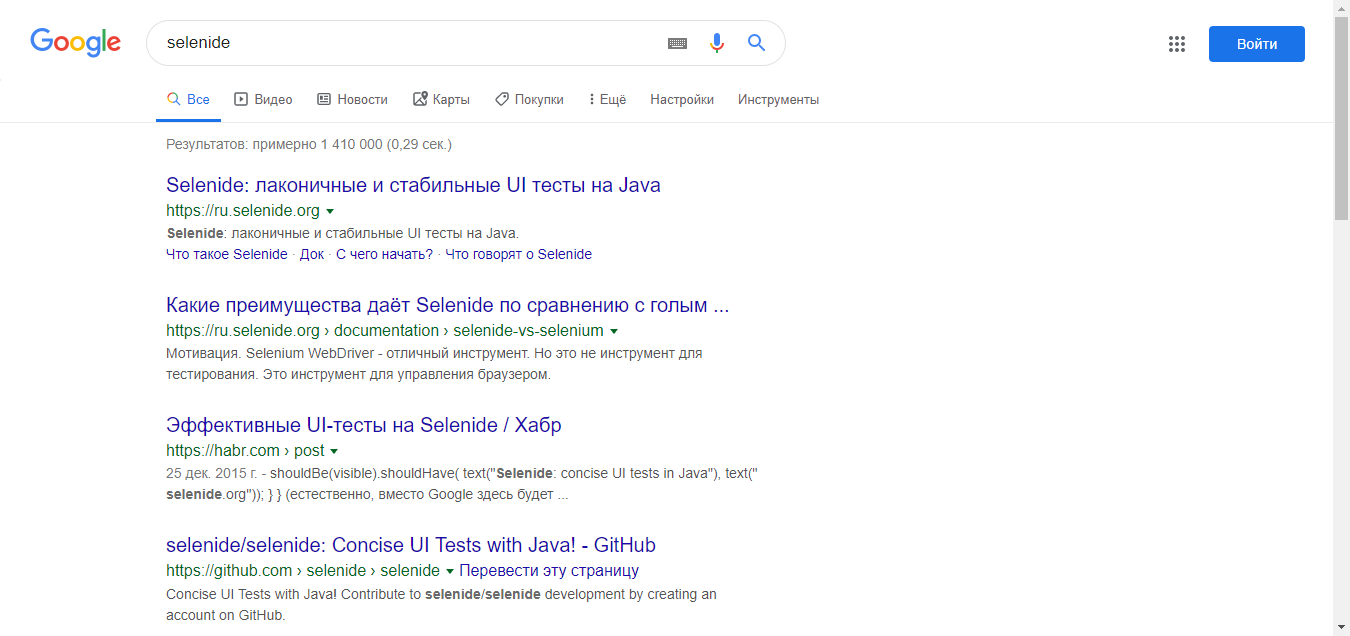 Google
selenide
Войти
Все Видео Новости Карты Покупки Ещё Настройки Инструменты
Результатов: примерно 1 410 000 (0,29 сек.)
Selenide: лаконичные и стабильные UI тесты на Java
https://ru.selenide.org
Selenide: лаконичные и стабильные UI тесты на Java.
Что такое Selenide · Док · С чего начать? · Что говорят о Selenide
Какие преимущества даёт Selenide по сравнению с голым ...
https://ru.selenide.org › documentation › selenide-vs-selenium
Мотивация. Selenium WebDriver - отличный инструмент. Но это не инструмент для
тестирования. Это инструмент для управления браузером.
Эффективные UI-тесты на Selenide / Хабр
https://habr.com › post
25 дек. 2015 г. - shouldBe(visible).shouldHave( text("Selenide: concise UI tests in Java"), text("
selenide.org")); } } (естественно, вместо Google здесь будет ...
selenide/selenide: Concise UI Tests with Java! - GitHub
https://github.com › selenide › selenide Перевести эту страницу
Concise UI Tests with Java! Contribute to selenide/selenide development by creating an
account on GitHub.